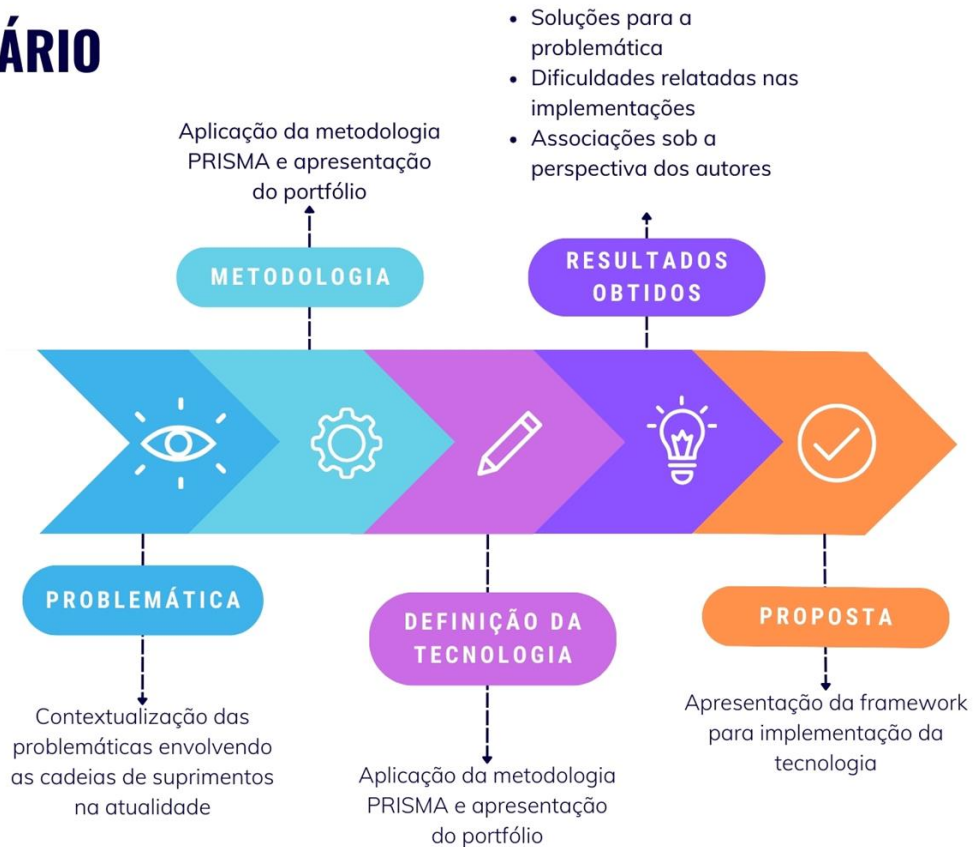 ÁRIO
• Soluções para a
problemática
• Dificuldades relatadas nas
implementações
• Associações sob a
perspectiva dos autores
Aplicação da metodologia
PRISMA e apresentação
do portfólio
METODOLOGIA
RESULTADOS
OBTIDOS
PROBLEMÁTICA
Contextualização das
problemáticas envolvendo
as cadeias de suprimentos
na atualidade
DEFINIÇÃO DA
TECNOLOGIA
Aplicação da metodologia
PRISMA e apresentação
do portfólio
PROPOSTA
Apresentação da framework
para implementação da
tecnologia